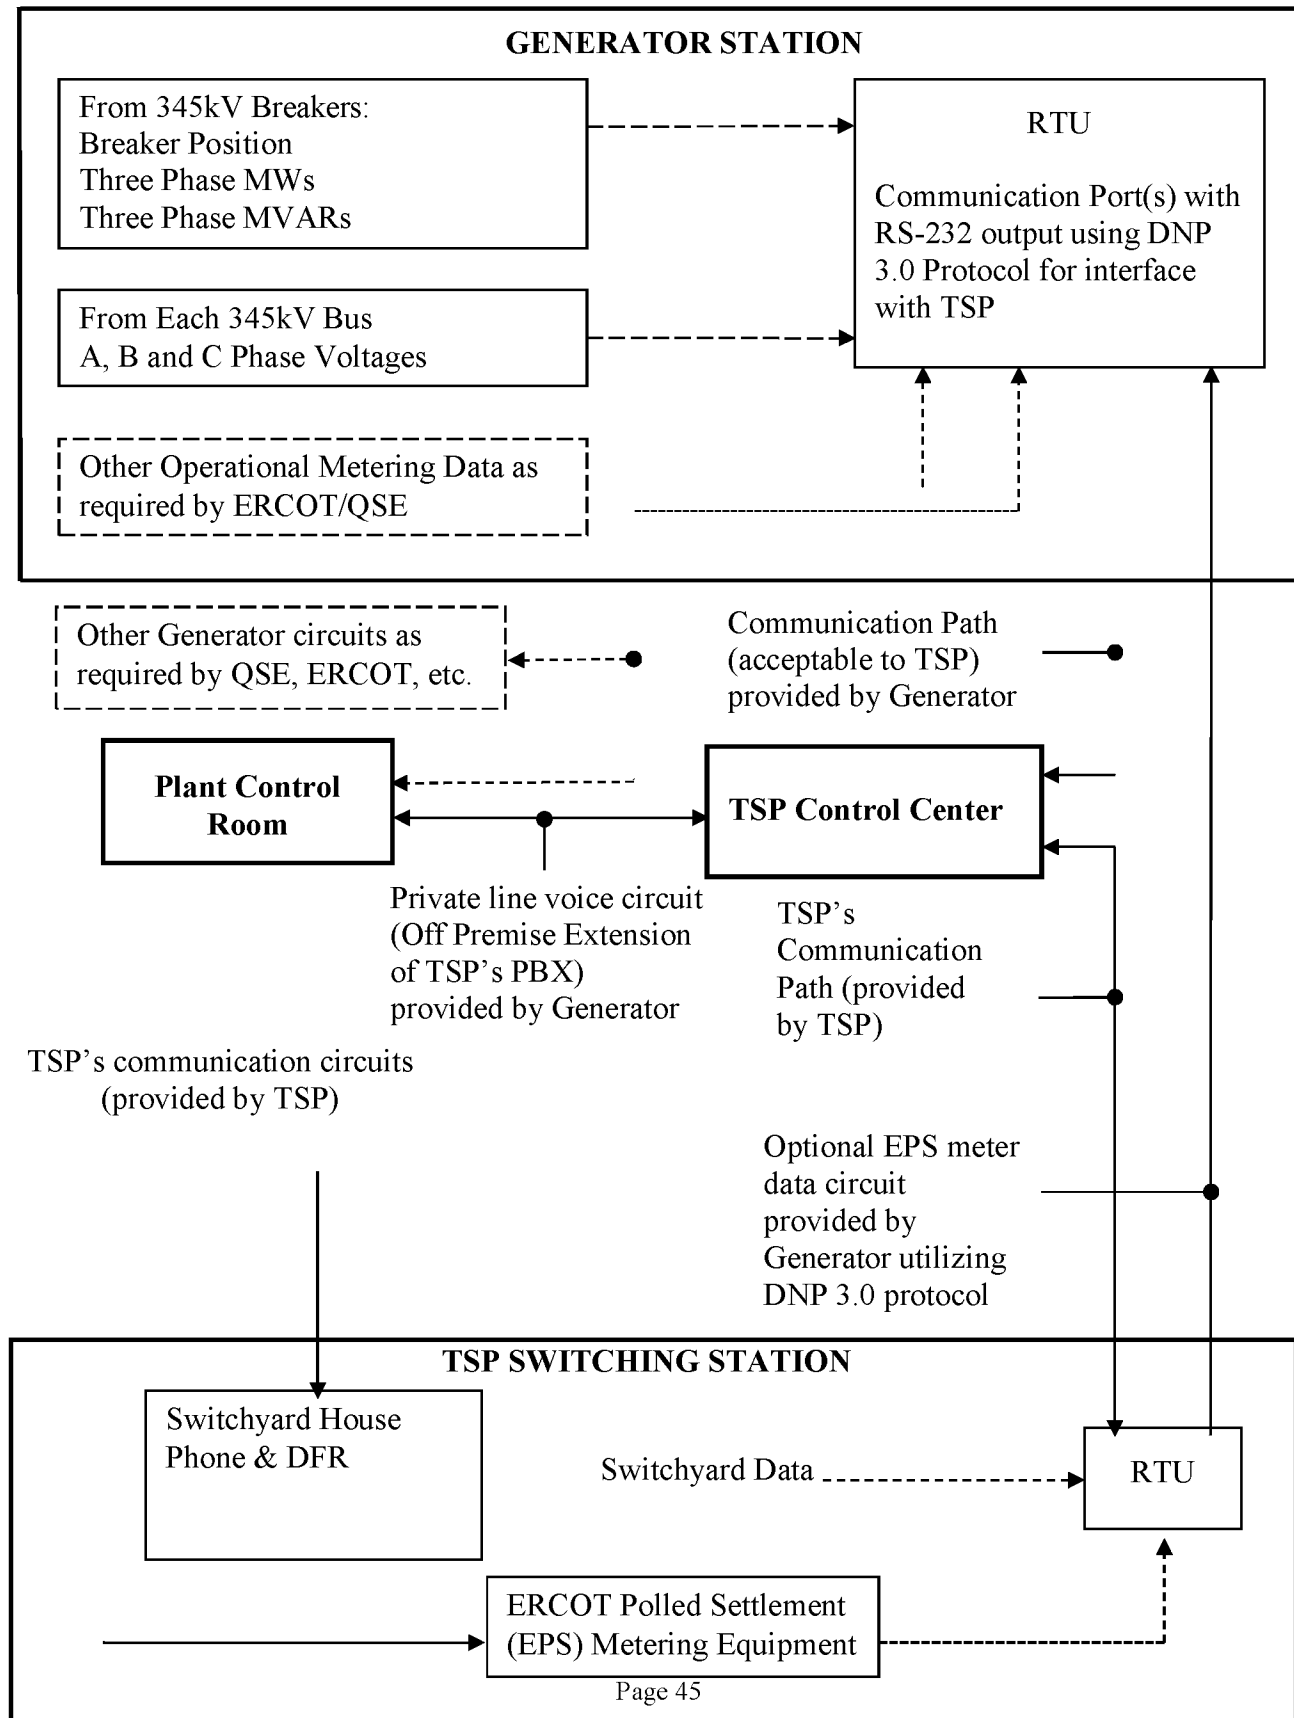 GENERATOR STATION
From 345kV Breakers:
Breaker Position
Three Phase MWs
Three Phase MVARs
RTU
Communication Port(s) with
RS-232 output using DNP
3.0 Protocol for interface
with TSP
From Each 345kV Bus
A, B and C Phase Voltages
Other Operational Metering Data as
required by ERCOT/QSE
Other Generator circuits as
required by QSE, ERCOT, etc.
Communication Path
(acceptable to TSP)
provided by Generator
Plant Control
Room
TSP Control Center
Private line voice circuit
(Off Premise Extension
of TSP’s PBX)
provided by Generator
TSP’s
Communication
Path (provided
by TSP)
TSP’s communication circuits
(provided by TSP)
Optional EPS meter
data circuit
provided by
Generator utilizing
DNP 3.0 protocol
TSP SWITCHING STATION
Switchyard House
Phone & DFR
Switchyard Data
RTU
ERCOT Polled Settlement
(EPS) Metering Equipment
Page 45